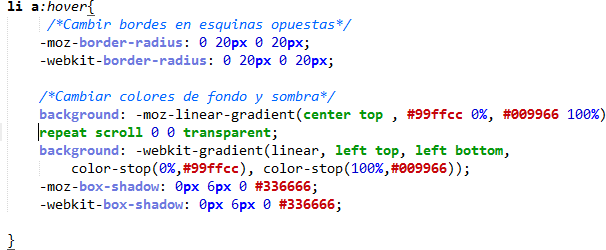 li a:hover{
/*Cambir bordes en esquinas opuestas*/
-moz-border-radius: 0 20px 0 20px;
-webkit-border-radius: 0 20px 0 20px;
/*Cambiar colores de fondo y sombra*/
background: -moz-linear-gradient(center top , #99ffcc 0%, #009966 100%)
repeat scroll 0 0 transparent;
background: -webkit-gradient(linear, left top, left bottom,
color-stop(0%,#99ffcc), color-stop(100%,#009966));
-moz-box-shadow: 0px 6px 0 #336666;
-webkit-box-shadow: 0px 6px 0 #336666;
}